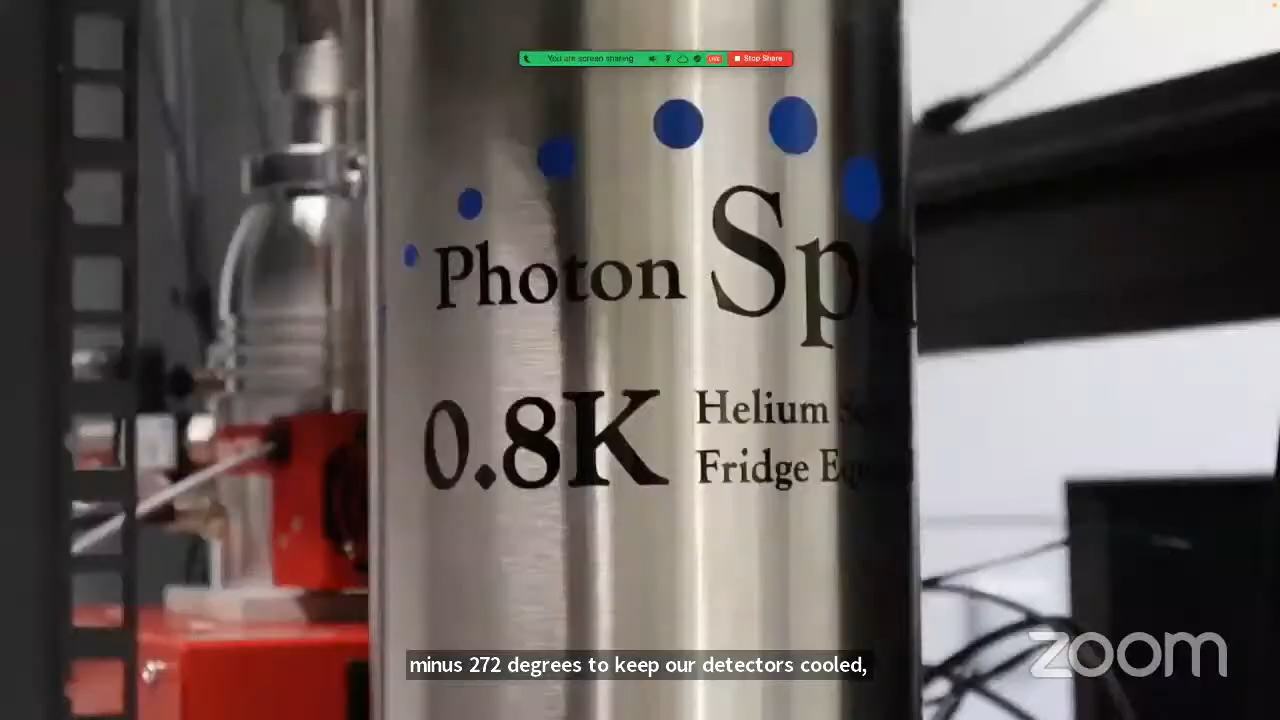 You are screen sharing LIVE Stop Share
Photon
0.8K Helium
Fridge
minus 272 degrees to keep our detectors cooled,
zoom